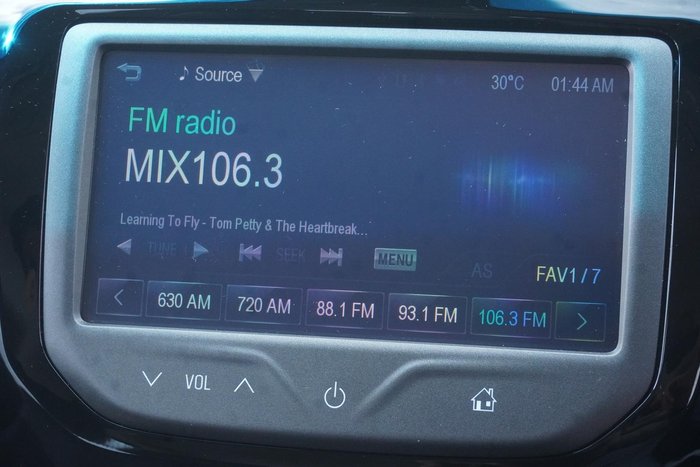 Source 30°C 01:44 AM
FM radio
MIX106.3
Learning To Fly - Tom Petty & The Heartbreak...
TUNE SEEK MENU AS FAV1/7
630 AM 720 AM 88.1 FM 93.1 FM 106.3 FM
VOL